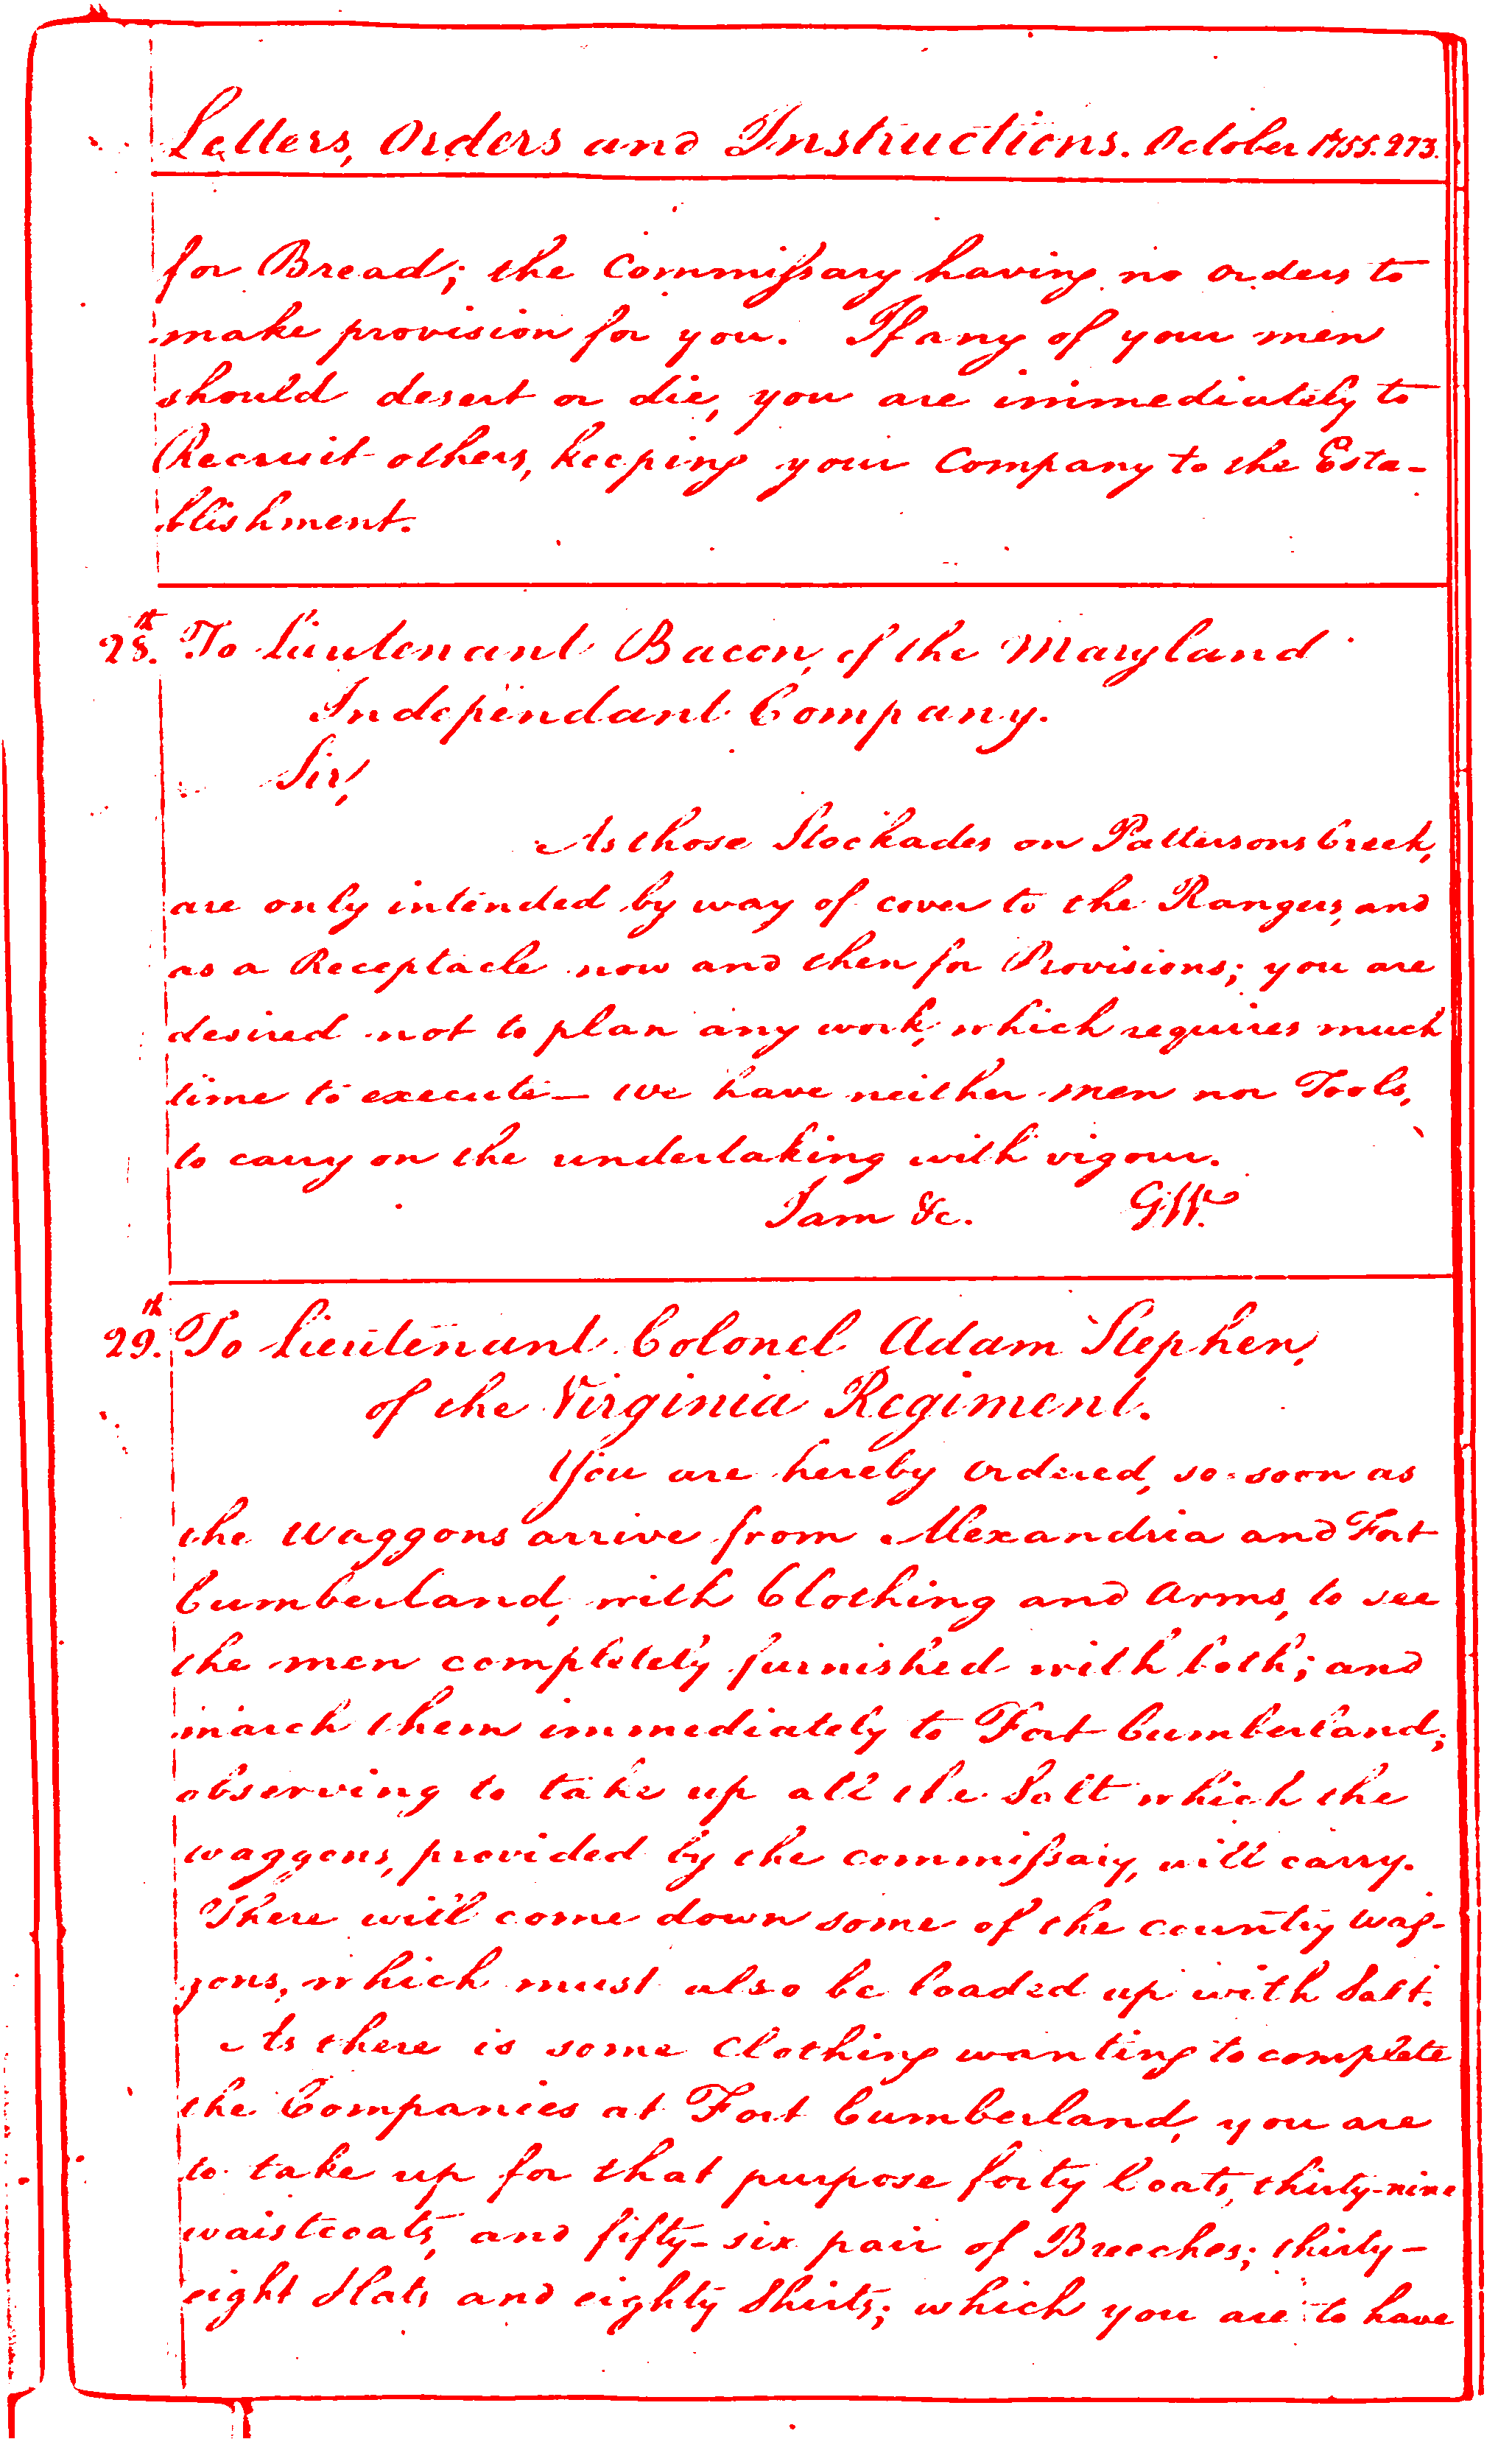 Letters, Orders and Instructions. October 1755. 273.
for Bread; the Commissary having no orders to
make provision for you. If any of your men
should desert or die, you are immediately to
Recruit others, keeping your Company to the Esta-
blishment.
28th. To Lieutenant Bacon, of the Maryland
Independant Company.
Sir,
As those Stockades on Pattersons Creek,
are only intended by way of cover to the Rangers, and
as a Receptacle now and then for Provisions; you are
desired not to plan any work, which requires much
time to execute — We have neither men nor Tools,
to carry on the undertaking with vigour.
I am &c. G:W.
29th. To Lieutenant Colonel Adam Stephen,
of the Virginia Regiment.
You are hereby ordered, so soon as
the Waggons arrive from Alexandria and Fort
Cumberland, with Clothing and Arms, to see
the men completely furnished with both; and
march them immediately to Fort Cumberland;
observing to take up all the Salt which the
waggons, provided by the commissary, will carry.
There will come down some of the country wag-
gons, which must also be loaded up with Salt.
As there is some Clothing wanting to complete
the Companies at Fort Cumberland, you are
to take up for that purpose forty Coats, thirty-nine
waistcoats, and fifty-six pair of Breeches; thirty-
eight Hats and eighty Shirts; which you are to have